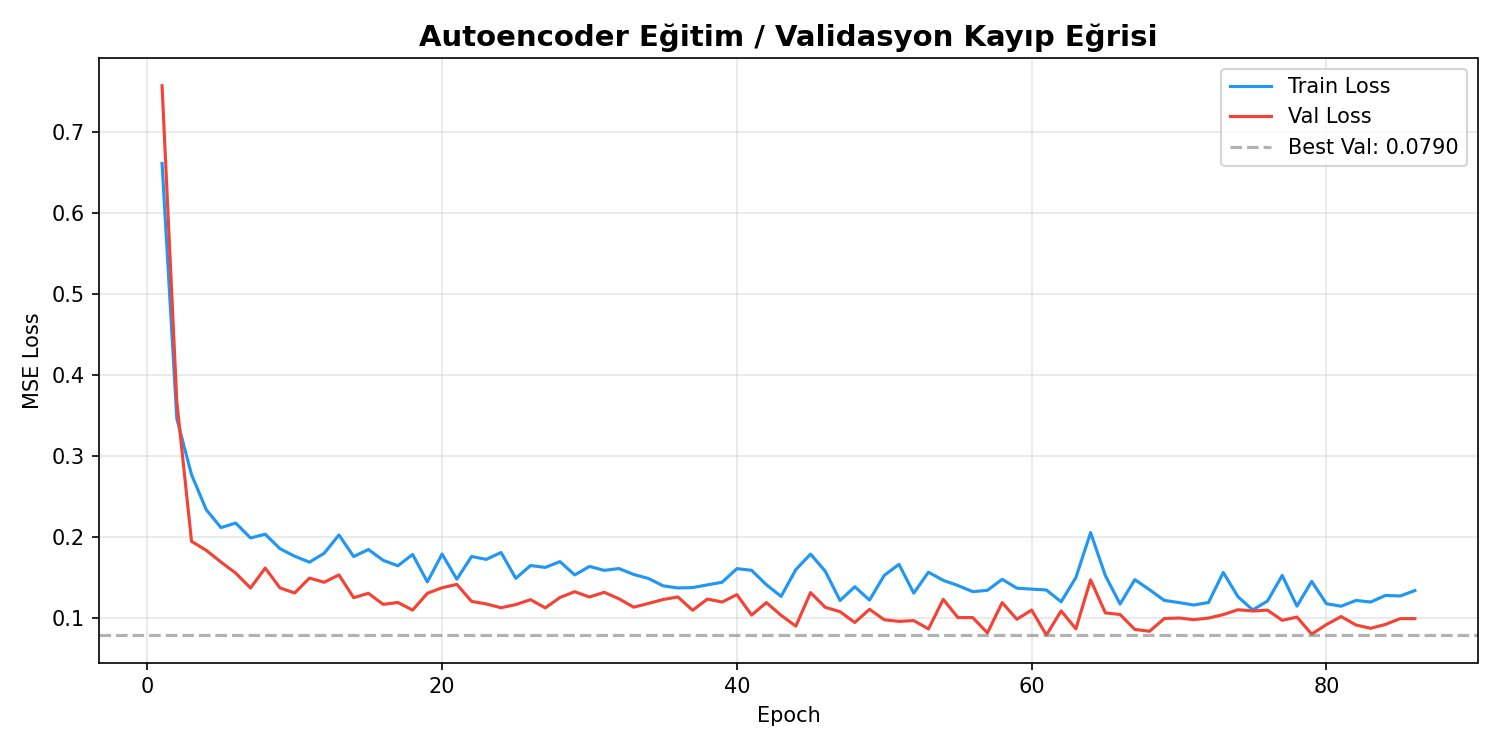 Autoencoder Eğitim / Validasyon Kayıp Eğrisi
Train Loss
Val Loss
Best Val: 0.0790
MSE Loss
0.7
0.6
0.5
0.4
0.3
0.2
0.1
0
20
40
60
80
Epoch